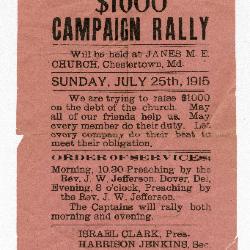 $1000
CAMPAIGN RALLY
Will be held at JANES M. E.
CHURCH, Chestertown, Md.
SUNDAY, JULY 25th, 1915
We are trying to raise $1000
on the debt of the church. May
all of our friends help us. May
every member do their duty. Let
every company do their best to
meet their obligation.
ORDER OF SERVICES:
Morning, 10.30 Preaching by the
Rev. J. W. Jefferson, Dover, Del.
Evening, 8 o'clock, Preaching by
the Rev. J. W. Jefferson.
The Captains will rally both
morning and evening.
ISRAEL CLARK, Pres.
HARRISON JENKINS, Sec.